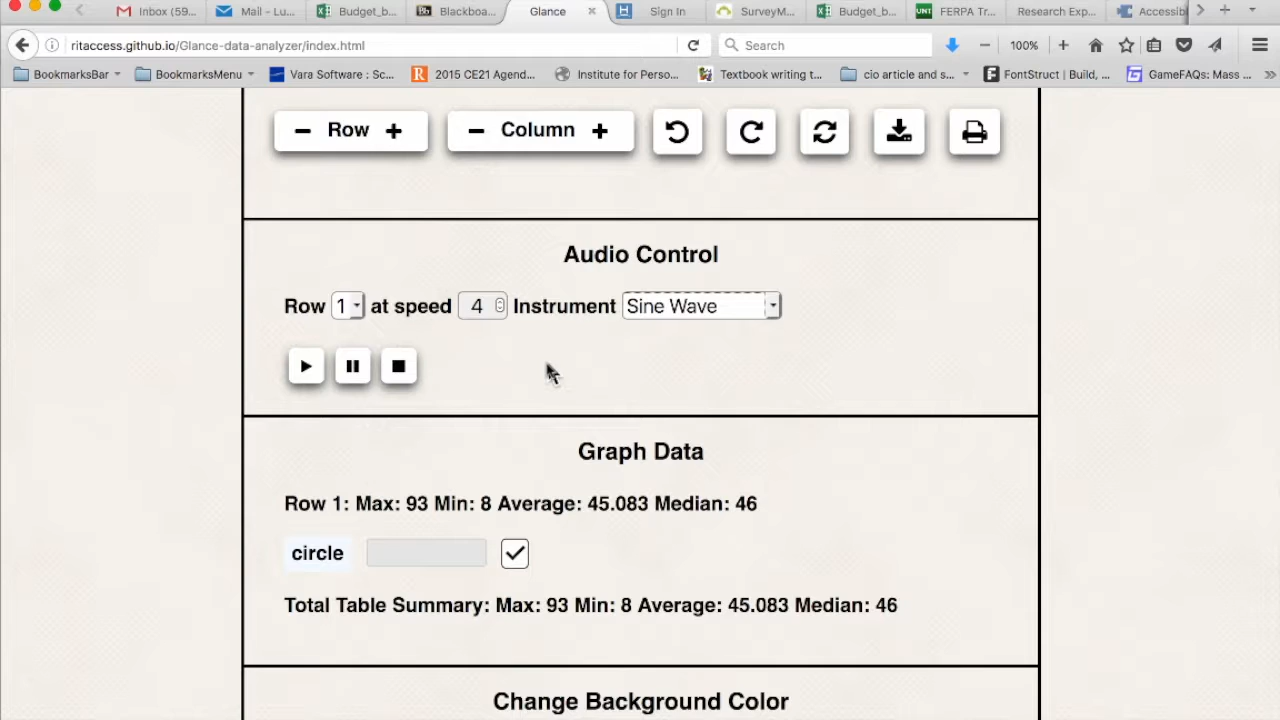 Inbox (59... Mail – Lu... Budget_b... Blackboa... Glance Sign In SurveyM... Budget_b... FERPA Tr... Research Exp... Accessib
ritaccess.github.io/Glance-data-analyzer/index.html Search 100%
BookmarksBar BookmarksMenu Vara Software : Sc... 2015 CE21 Agend... Institute for Perso... Textbook writing t... cio article and s... FontStruct | Build, ... GameFAQs: Mass ...
Row Column
Audio Control
Row 1 at speed 4 Instrument Sine Wave
Graph Data
Row 1: Max: 93 Min: 8 Average: 45.083 Median: 46
circle
Total Table Summary: Max: 93 Min: 8 Average: 45.083 Median: 46
Change Background Color